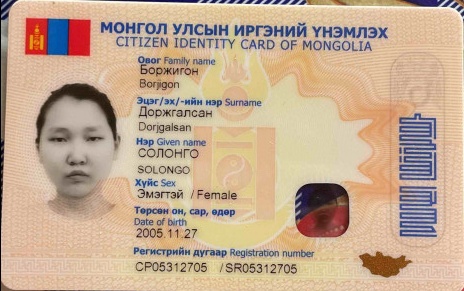 МОНГОЛ УЛСЫН ИРГЭНИЙ ҮНЭМЛЭХ
CITIZEN IDENTITY CARD OF MONGOLIA
Овог Family name
Боржигон
Borjigon
Эцэг/эх/-ийн нэр Surname
Доржгалсан
Dorjgalsan
Нэр Given name
СОЛОНГО
SOLONGO
Хүйс Sex
Эмэгтэй / Female
Төрсөн он, сар, өдөр
Date of birth
2005.11.27
Регистрийн дугаар Registration number
СР05312705 /SR05312705